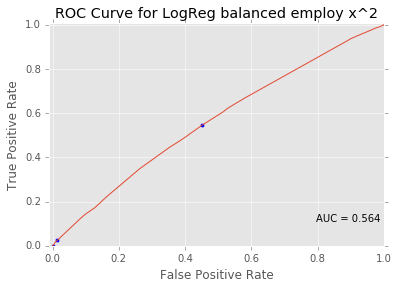 ROC Curve for LogReg balanced employ x^2
1.0
0.8
0.6
0.4
0.2
0.0
True Positive Rate
AUC = 0.564
0.0 0.2 0.4 0.6 0.8 1.0
False Positive Rate